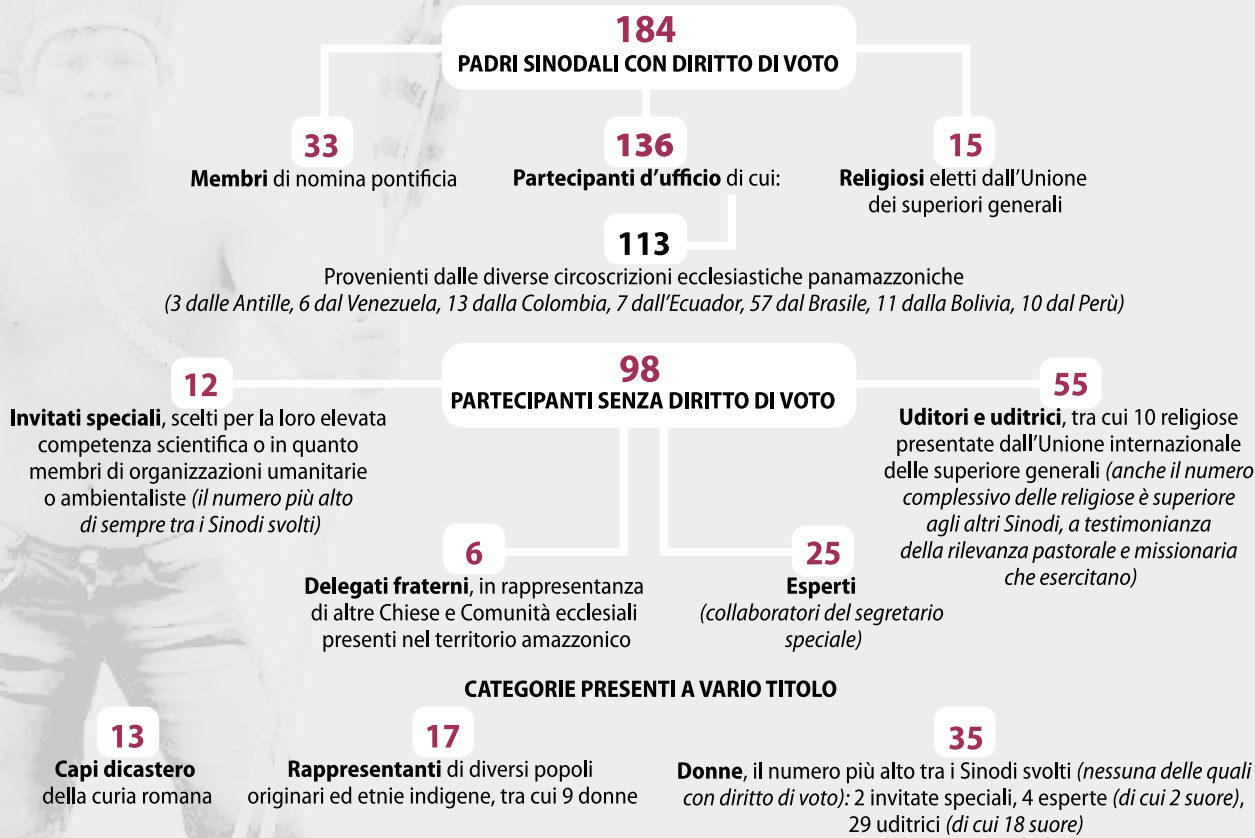 184
PADRI SINODALI CON DIRITTO DI VOTO
33
Membri di nomina pontificia
136
Partecipanti d'ufficio di cui:
15
Religiosi eletti dall'Unione
dei superiori generali
113
Provenienti dalle diverse circoscrizioni ecclesiastiche panamazzoniche
(3 dalle Antille, 6 dal Venezuela, 13 dalla Colombia, 7 dall'Ecuador, 57 dal Brasile, 11 dalla Bolivia, 10 dal Perù)
98
PARTECIPANTI SENZA DIRITTO DI VOTO
12
Invitati speciali, scelti per la loro elevata
competenza scientifica o in quanto
membri di organizzazioni umanitarie
o ambientaliste (il numero più alto
di sempre tra i Sinodi svolti)
55
Uditori e uditrici, tra cui 10 religiose
presentate dall'Unione internazionale
delle superiore generali (anche il numero
complessivo delle religiose è superiore
agli altri Sinodi, a testimonianza
della rilevanza pastorale e missionaria
che esercitano)
6
Delegati fraterni, in rappresentanza
di altre Chiese e Comunità ecclesiali
presenti nel territorio amazzonico
25
Esperti
(collaboratori del segretario
speciale)
CATEGORIE PRESENTI A VARIO TITOLO
13
Capi dicastero
della curia romana
17
Rappresentanti di diversi popoli
originari ed etnie indigene, tra cui 9 donne
35
Donne, il numero più alto tra i Sinodi svolti (nessuna delle quali
con diritto di voto): 2 invitate speciali, 4 esperte (di cui 2 suore),
29 uditrici (di cui 18 suore)